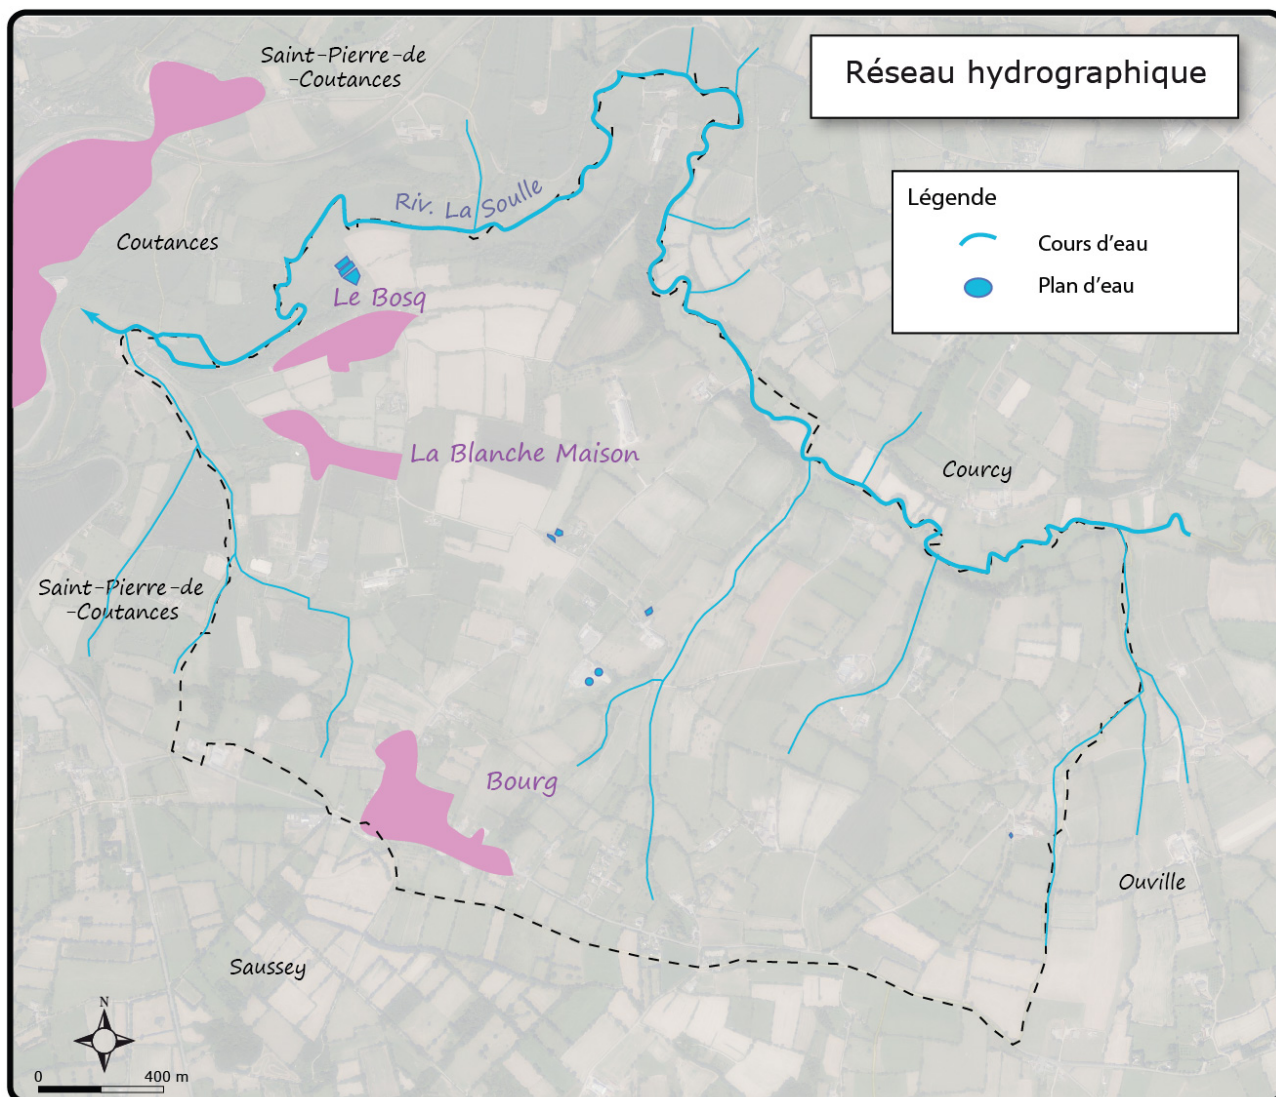 Saint-Pierre-de
-Coutances
Réseau hydrographique
Légende
Cours d'eau
Plan d'eau
Riv. La Soulle
Coutances
Le Bosq
La Blanche Maison
Courcy
Saint-Pierre-de
-Coutances
Bourg
Ouville
Saussey
N
0 400 m